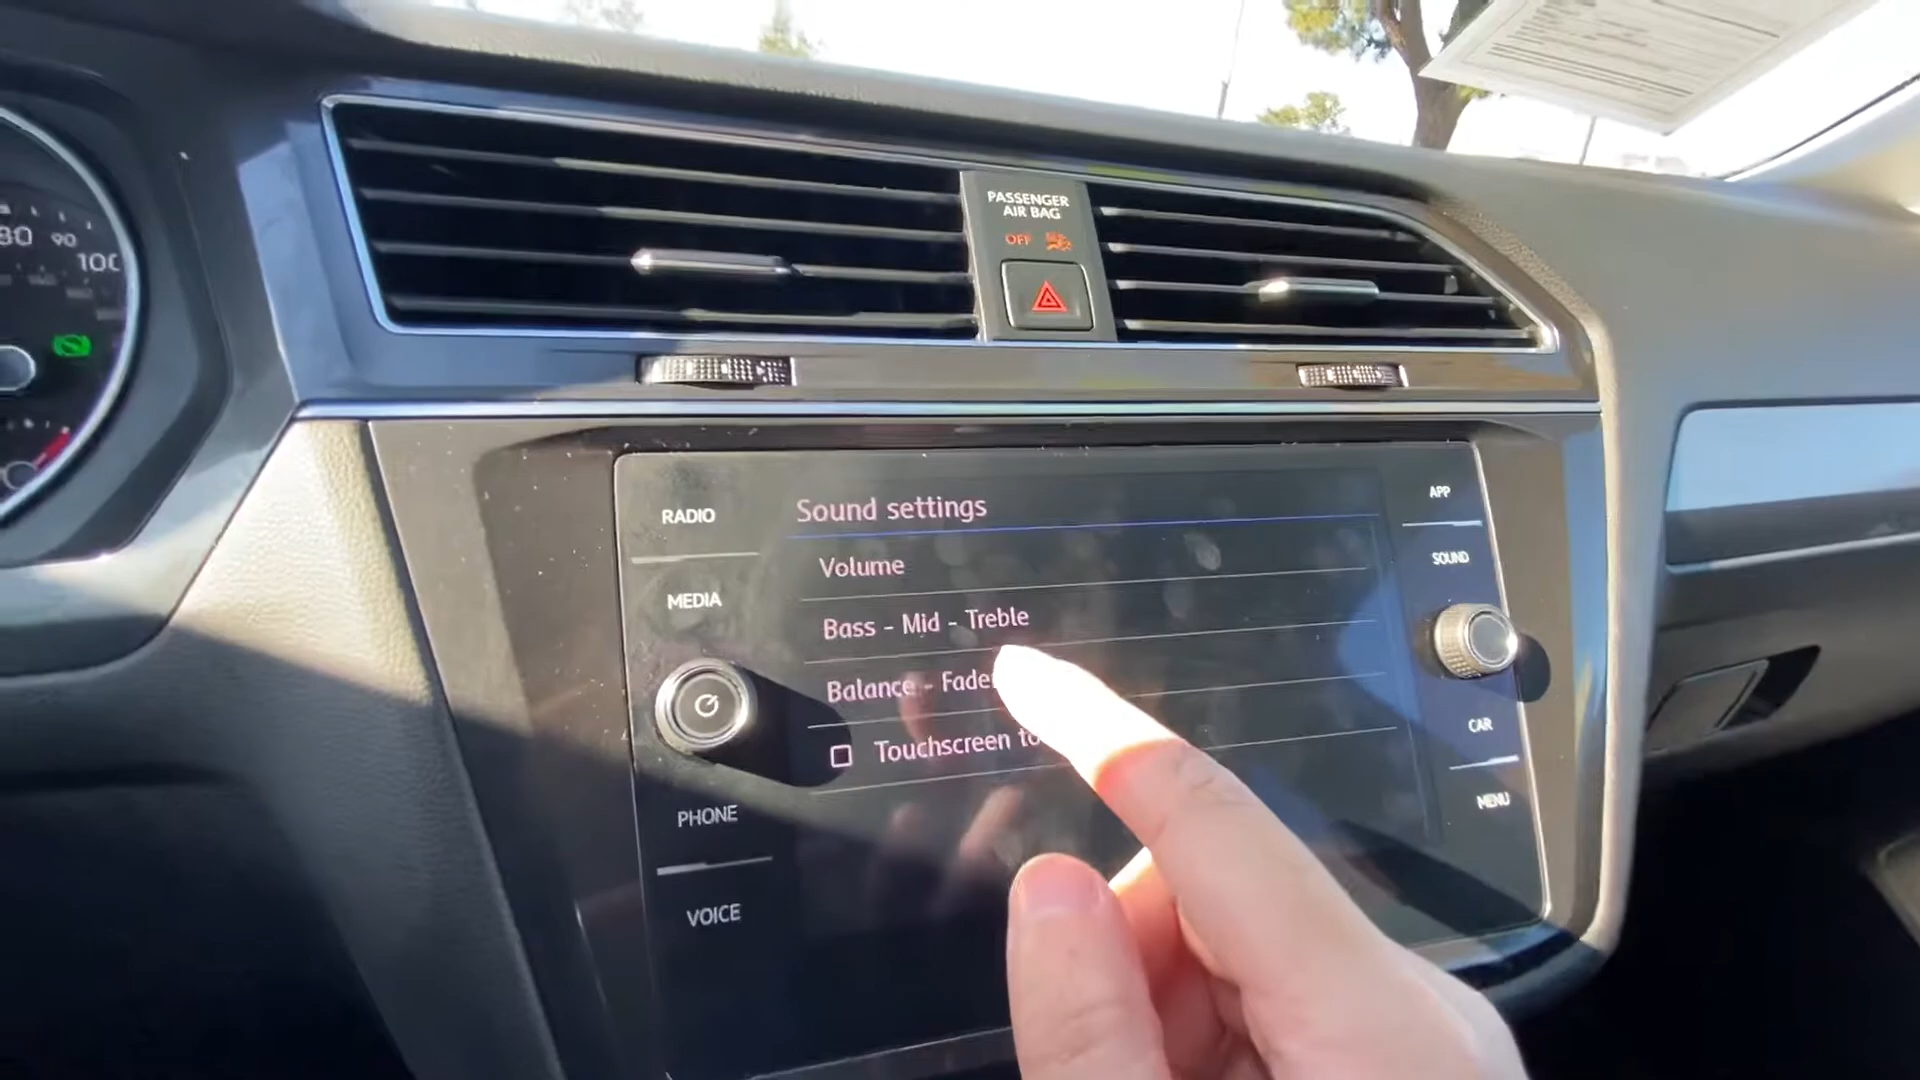 PASSENGER
AIR BAG
OFF
80 90
100
RADIO
MEDIA
PHONE
VOICE
Sound settings
Volume
Bass - Mid - Treble
Balance - Fader
Touchscreen
APP
SOUND
CAR
MENU